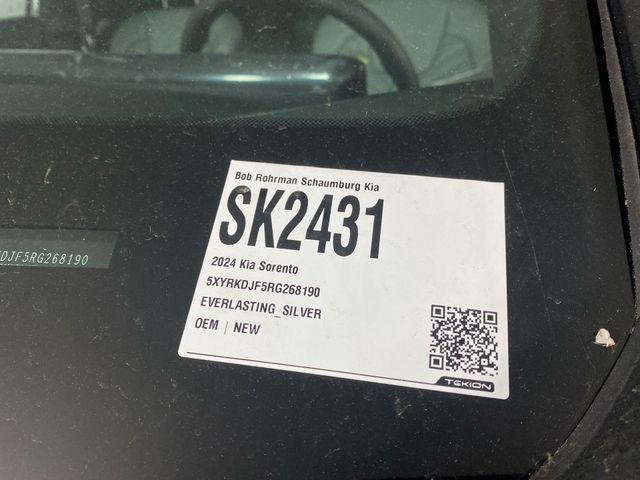 Bob Rohrman Schaumburg Kia
SK2431
2024 Kia Sorento
5XYRKDJF5RG268190
EVERLASTING_SILVER
OEM | NEW
TEKION
DJF5RG268190